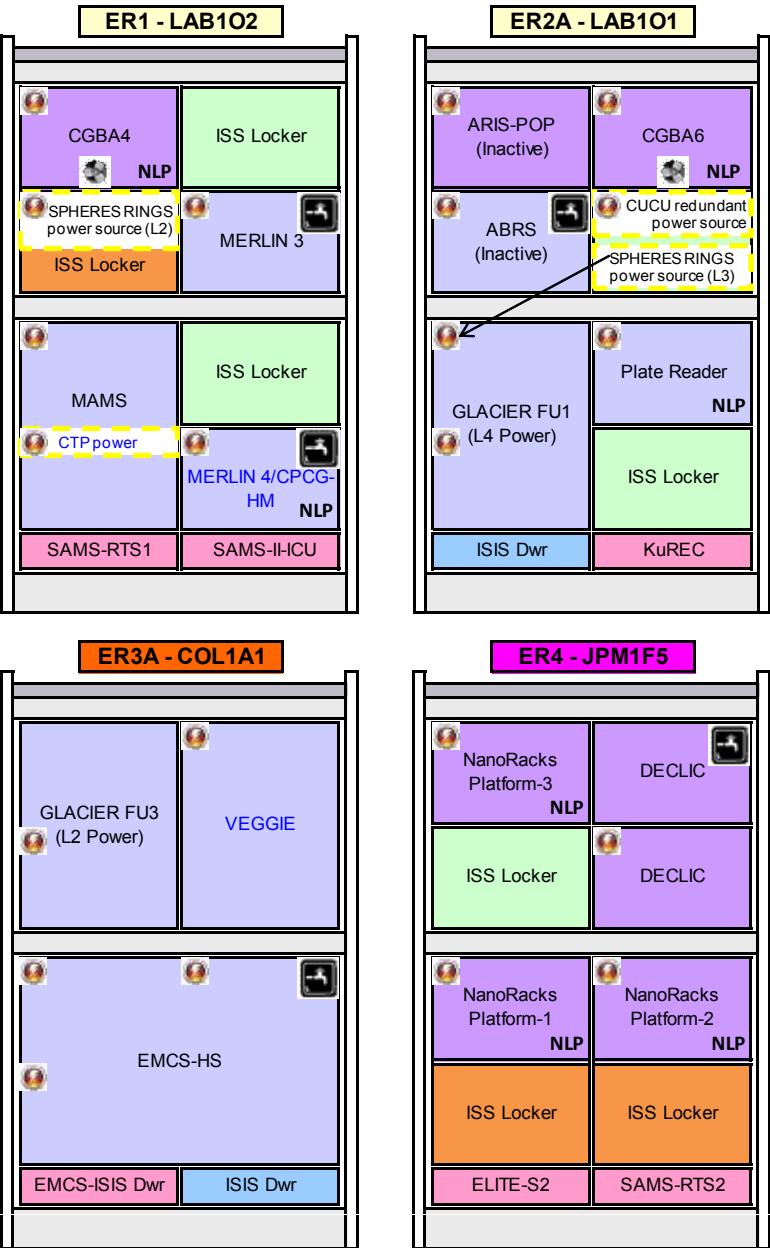 ER1 - LAB1O2
CGBA4
NLP
ISS Locker
SPHERES RINGS
power source (L2)
ISS Locker
MERLIN 3
MAMS
CTP power
ISS Locker
MERLIN 4/CPCG-
HM
NLP
SAMS-RTS1
SAMS-II-ICU
ER2A - LAB1O1
ARIS-POP
(Inactive)
CGBA6
NLP
ABRS
(Inactive)
CUCU redundant
power source
SPHERES RINGS
power source (L3)
GLACIER FU1
(L4 Power)
Plate Reader
NLP
ISS Locker
ISIS Dwr
KuREC
ER3A - COL1A1
GLACIER FU3
(L2 Power)
VEGGIE
EMCS-HS
EMCS-ISIS Dwr
ISIS Dwr
ER4 - JPM1F5
NanoRacks
Platform-3
NLP
DECLIC
ISS Locker
DECLIC
NanoRacks
Platform-1
NLP
NanoRacks
Platform-2
NLP
ISS Locker
ISS Locker
ELITE-S2
SAMS-RTS2